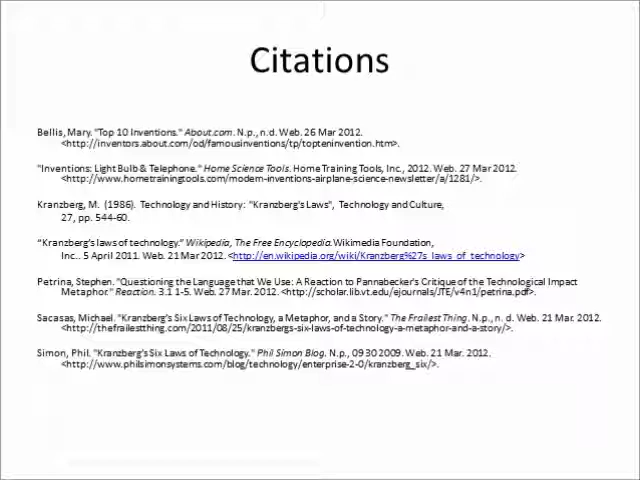 Citations
Bellis, Mary. "Top 10 Inventions." About.com. N.p., n.d. Web. 26 Mar 2012.
<http://inventors.about.com/od/famousinventions/tp/topteninvention.htm>.
"Inventions: Light Bulb & Telephone." Home Science Tools. Home Training Tools, Inc., 2012. Web. 27 Mar 2012.
<http://www.hometrainingtools.com/modern-inventions-airplane-science-newsletter/a/1281/>.
Kranzberg, M. (1986). Technology and History: "Kranzberg's Laws", Technology and Culture,
27, pp. 544-60.
"Kranzberg's laws of technology." Wikipedia, The Free Encyclopedia. Wikimedia Foundation,
Inc.. 5 April 2011. Web. 21 Mar 2012. <http://en.wikipedia.org/wiki/Kranzberg%27s_laws_of_technology>
Petrina, Stephen. "Questioning the Language that We Use: A Reaction to Pannabecker's Critique of the Technological Impact
Metaphor." Reaction. 3.1 1-5. Web. 27 Mar. 2012. <http://scholar.lib.vt.edu/ejournals/JTE/v4n1/petrina.pdf>.
Sacasas, Michael. "Kranzberg's Six Laws of Technology, a Metaphor, and a Story." The Frailest Thing. N.p., n. d. Web. 21 Mar. 2012.
<http://thefrailestthing.com/2011/08/25/kranzbergs-six-laws-of-technology-a-metaphor-and-a-story/>.
Simon, Phil. "Kranzberg's Six Laws of Technology." Phil Simon Blog. N.p., 09 30 2009. Web. 21 Mar. 2012.
<http://www.philsimonsystems.com/blog/technology/enterprise-2-0/kranzberg_six/>.